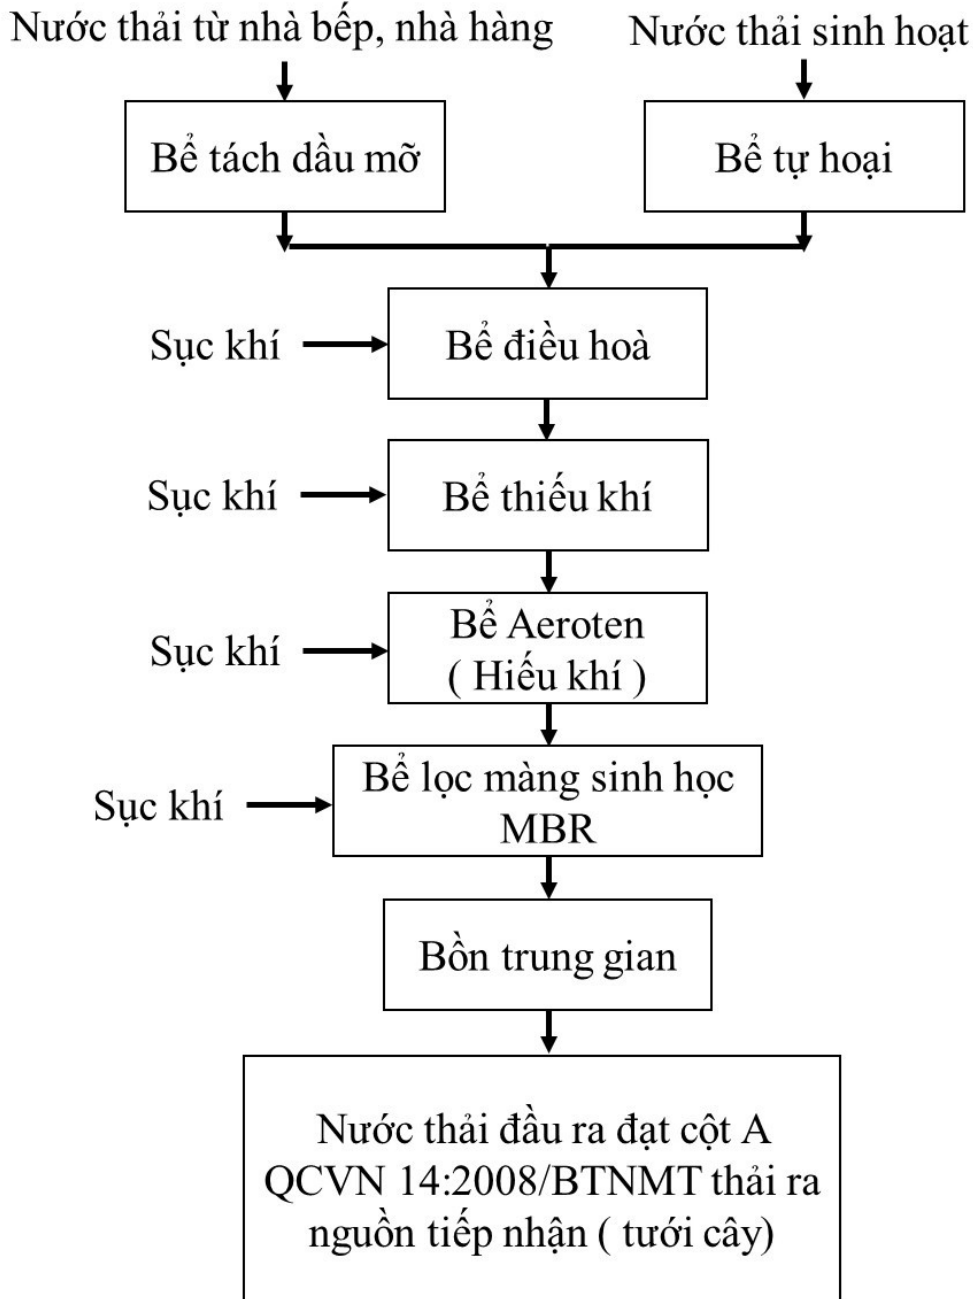 Nước thải từ nhà bếp, nhà hàng
Nước thải sinh hoạt
Bể tách dầu mỡ
Bể tự hoại
Sục khí
Bể điều hoà
Sục khí
Bể thiếu khí
Sục khí
Bể Aeroten
( Hiếu khí )
Sục khí
Bể lọc màng sinh học
MBR
Bồn trung gian
Nước thải đầu ra đạt cột A
QCVN 14:2008/BTNMT thải ra
nguồn tiếp nhận ( tưới cây)